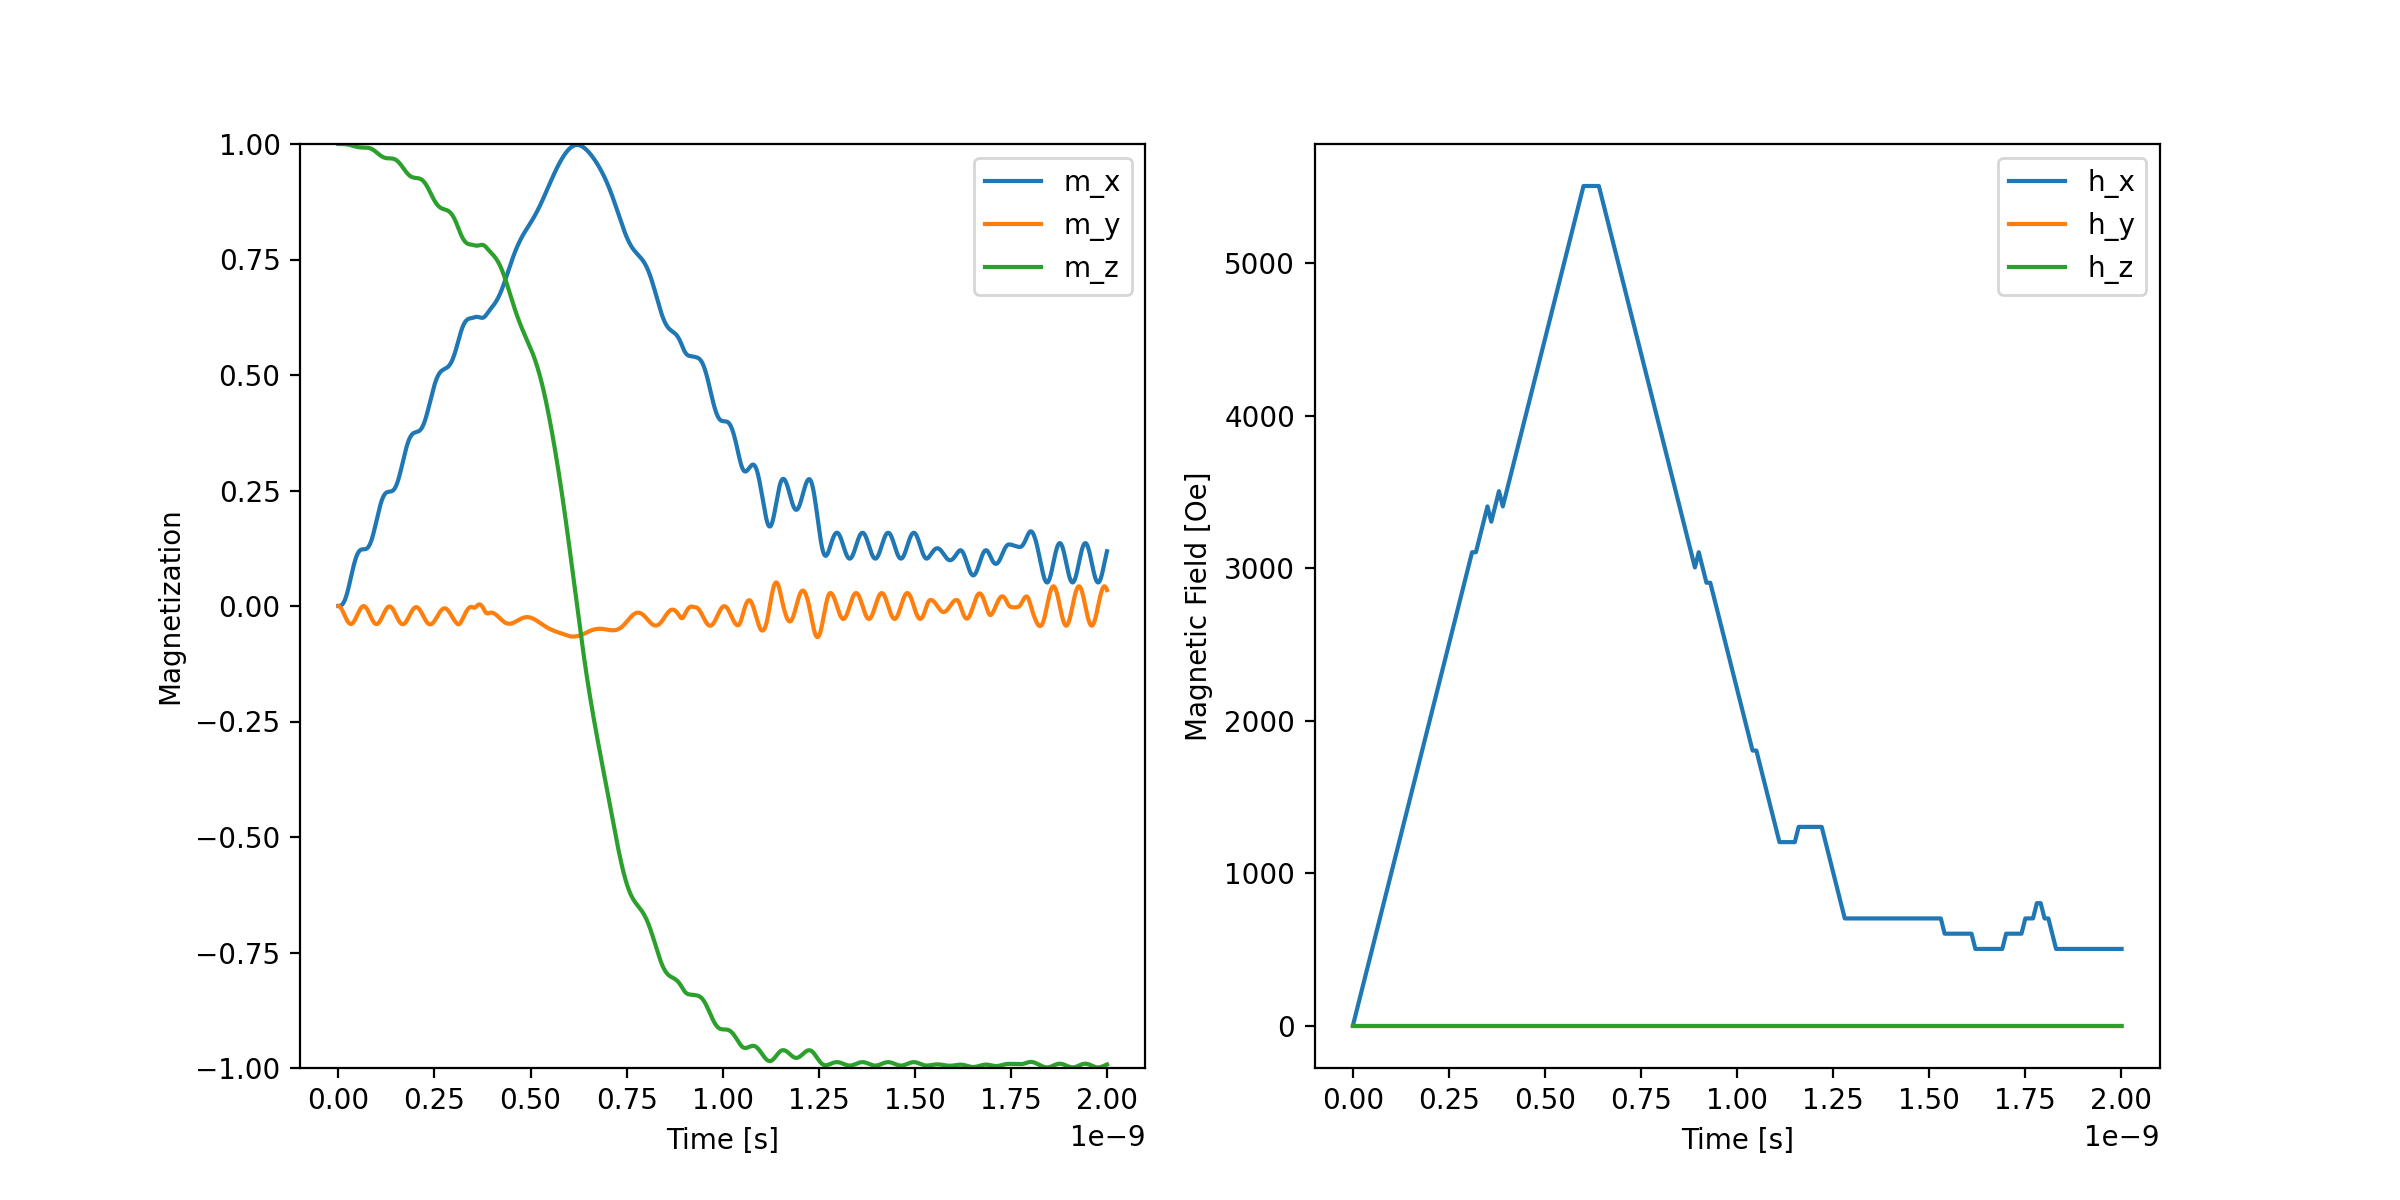 Magnetization
1.00
0.75
0.50
0.25
0.00
−0.25
−0.50
−0.75
−1.00
m_x
m_y
m_z
0.00 0.25 0.50 0.75 1.00 1.25 1.50 1.75 2.00
Time [s]
1e−9
Magnetic Field [Oe]
5000
4000
3000
2000
1000
0
h_x
h_y
h_z
0.00 0.25 0.50 0.75 1.00 1.25 1.50 1.75 2.00
Time [s]
1e−9